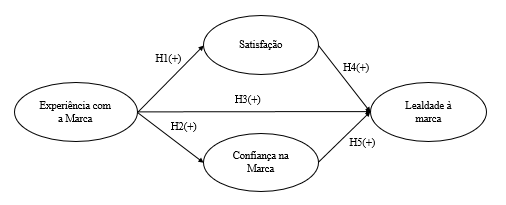 Satisfação
H1(+)
H4(+)
Experiência com
a Marca
H3(+)
Lealdade à
marca
H2(+)
H5(+)
Confiança na
Marca